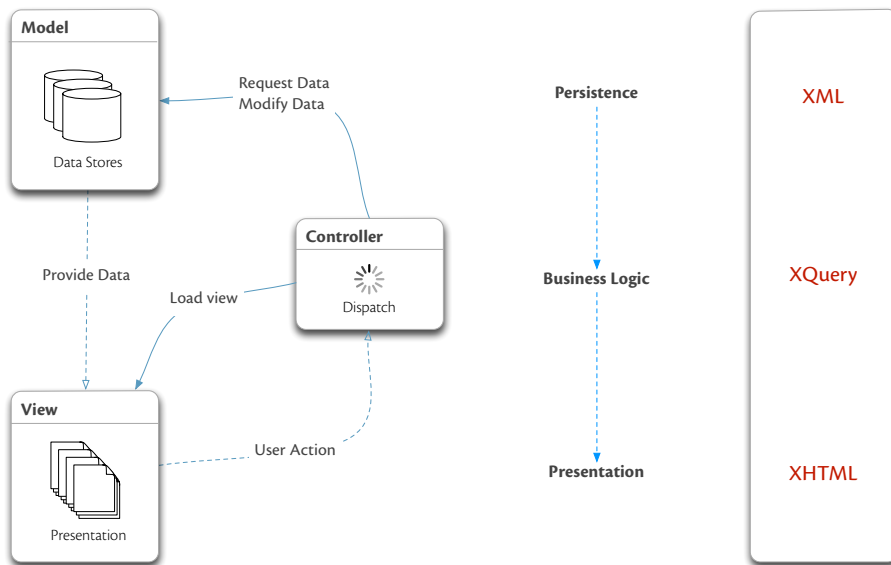 Model
Data Stores
Request Data
Modify Data
Controller
Dispatch
Provide Data
Load view
View
Presentation
User Action
Persistence
Business Logic
Presentation
XML
XQuery
XHTML